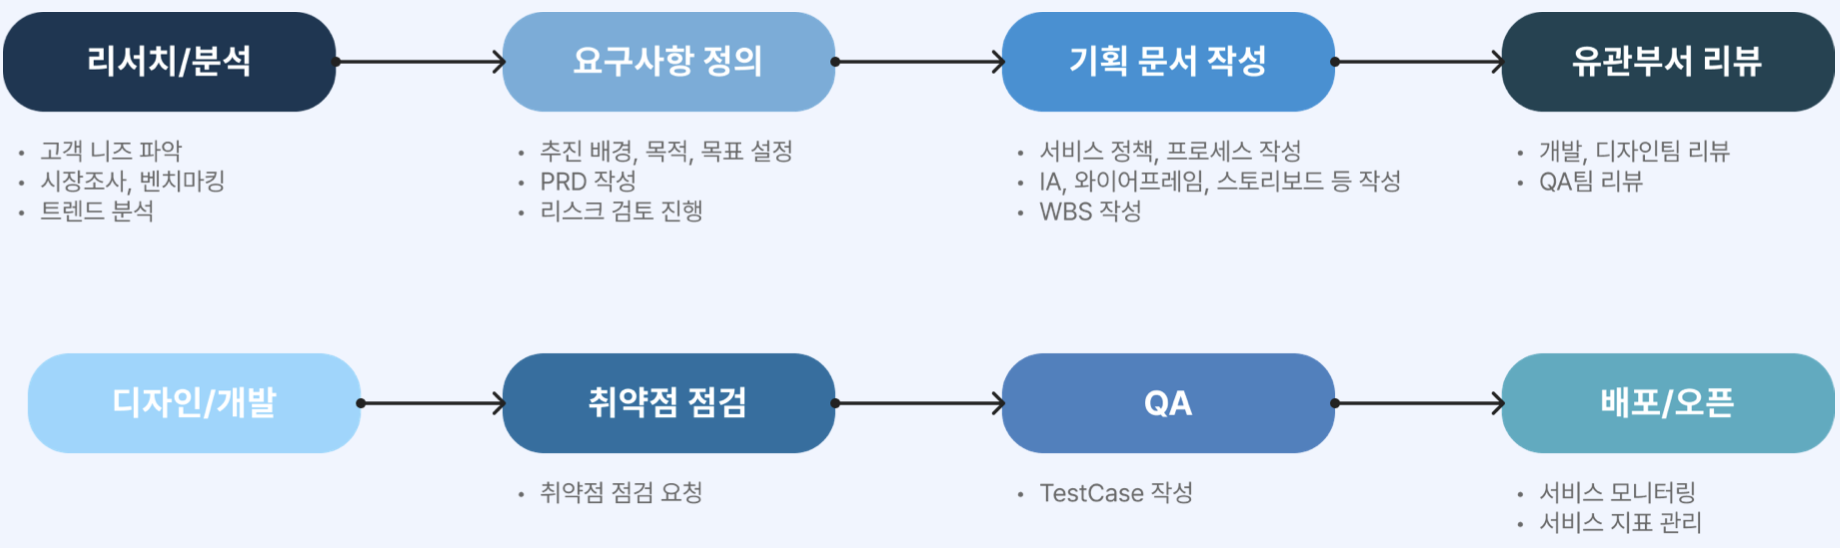 리서치/분석
• 고객 니즈 파악
• 시장조사, 벤치마킹
• 트렌드 분석
요구사항 정의
• 추진 배경, 목적, 목표 설정
• PRD 작성
• 리스크 검토 진행
기획 문서 작성
• 서비스 정책, 프로세스 작성
• IA, 와이어프레임, 스토리보드 등 작성
• WBS 작성
유관부서 리뷰
• 개발, 디자인팀 리뷰
• QA팀 리뷰
디자인/개발
취약점 점검
• 취약점 점검 요청
QA
• TestCase 작성
배포/오픈
• 서비스 모니터링
• 서비스 지표 관리